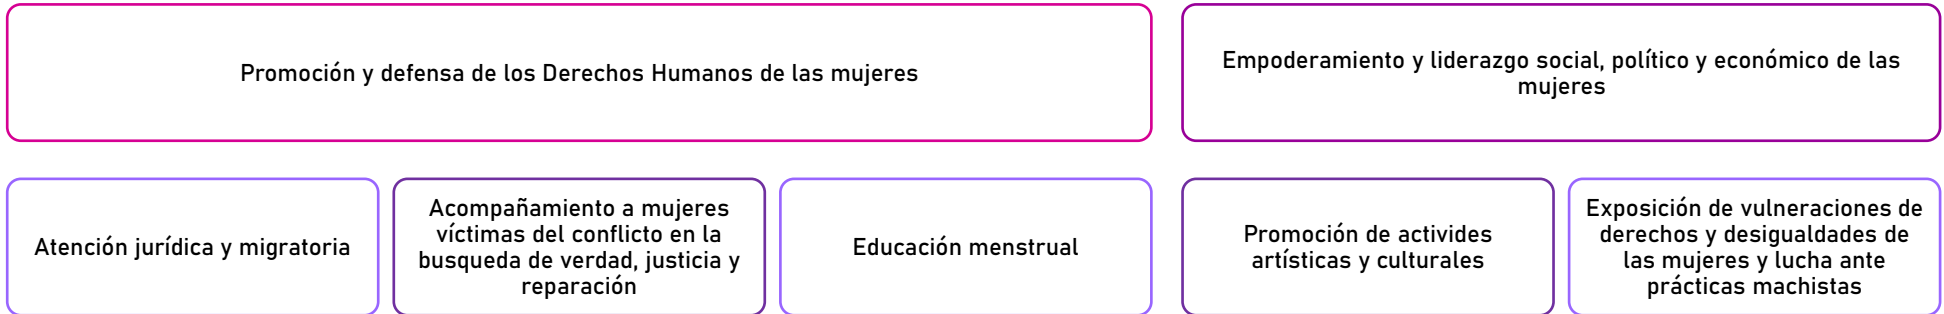 Promoción y defensa de los Derechos Humanos de las mujeres
Empoderamiento y liderazgo social, político y económico de las
mujeres
Atención jurídica y migratoria
Acompañamiento a mujeres
víctimas del conflicto en la
busqueda de verdad, justicia y
reparación
Educación menstrual
Promoción de activides
artísticas y culturales
Exposición de vulneraciones de
derechos y desigualdades de
las mujeres y lucha ante
prácticas machistas